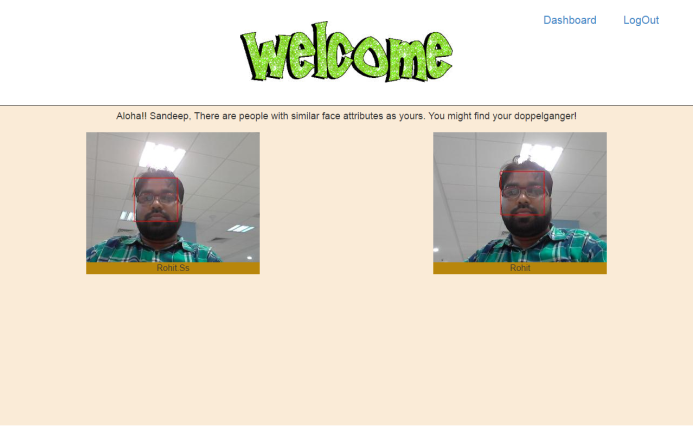 Dashboard LogOut
welcome
Aloha!! Sandeep, There are people with similar face attributes as yours. You might find your doppelganger!
Rohit Ss
Rohit